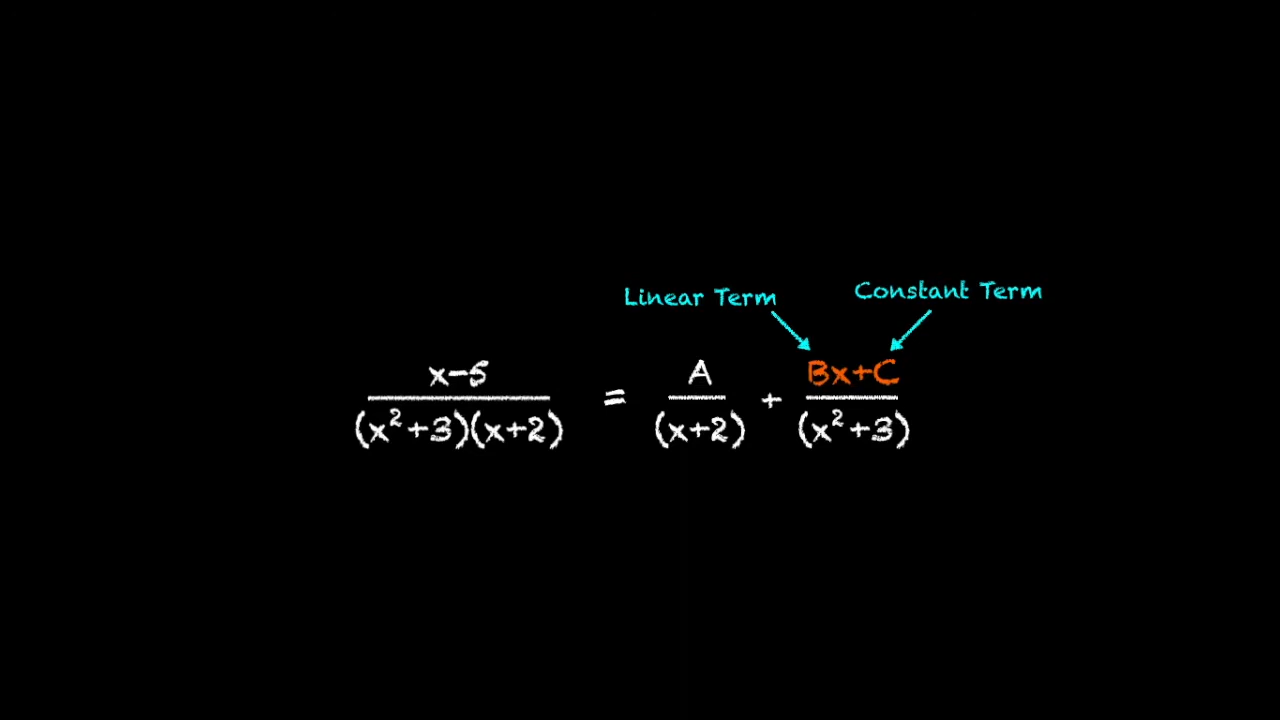 Linear Term
Constant Term
x-5 / (x²+3)(x+2) = A / (x+2) + Bx+C / (x²+3)